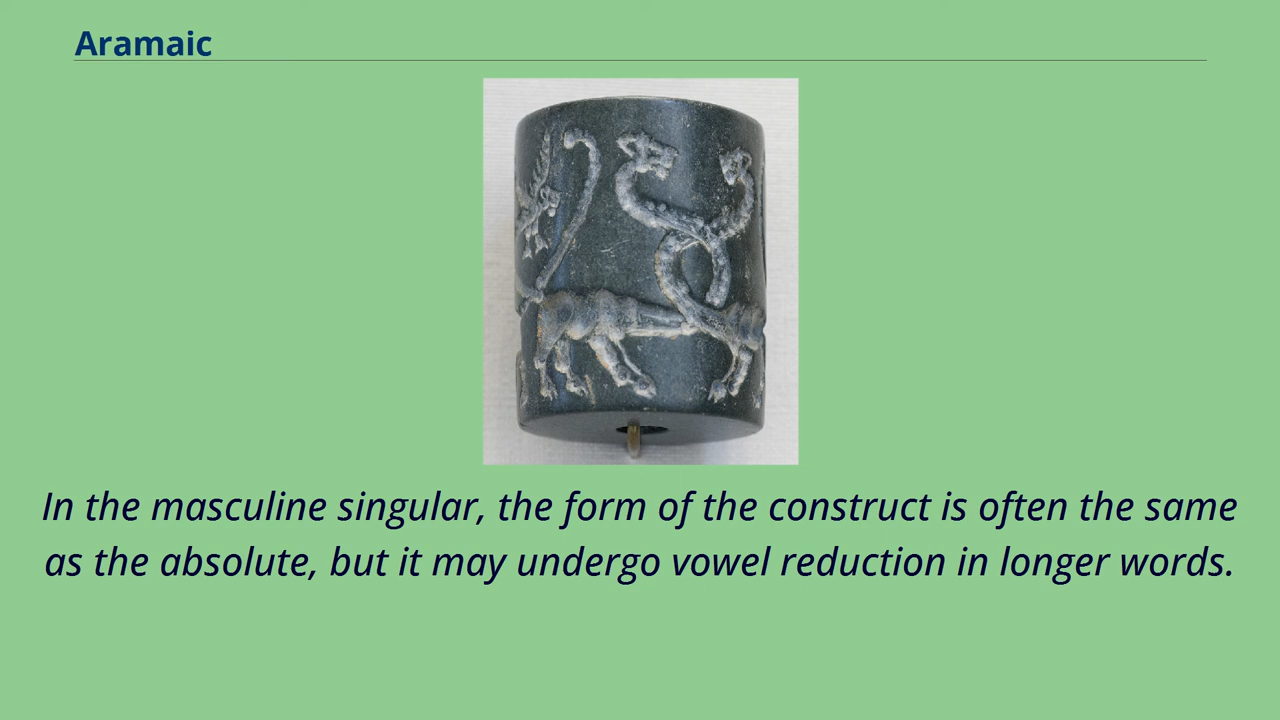 Aramaic
In the masculine singular, the form of the construct is often the same
as the absolute, but it may undergo vowel reduction in longer words.